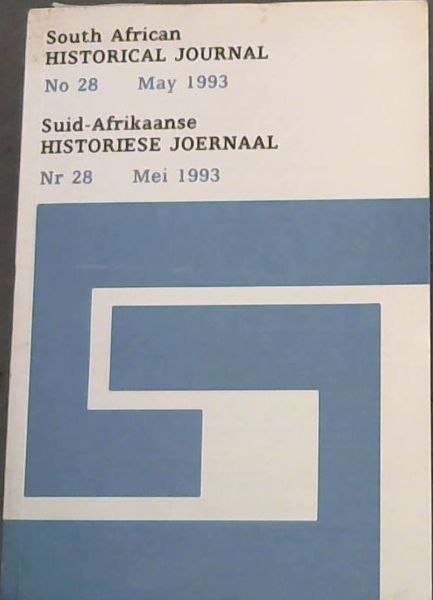 South African
HISTORICAL JOURNAL
No 28 May 1993
Suid-Afrikaanse
HISTORIESE JOERNAAL
Nr 28 Mei 1993